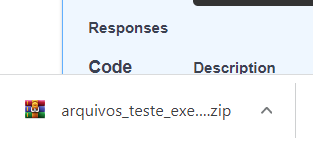 Responses
Code Description
arquivos_teste_exe....zip